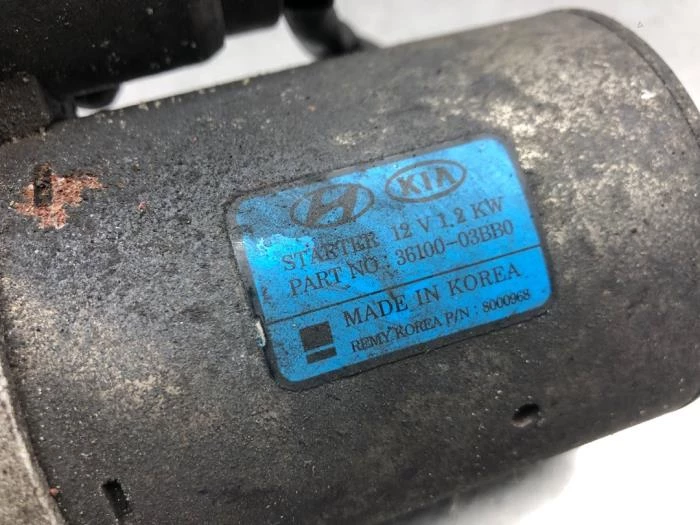 KIA
STARTER 12 V 1.2 KW
PART NO : 36100-03BB0
MADE IN KOREA
REMY KOREA P/N : 8000968